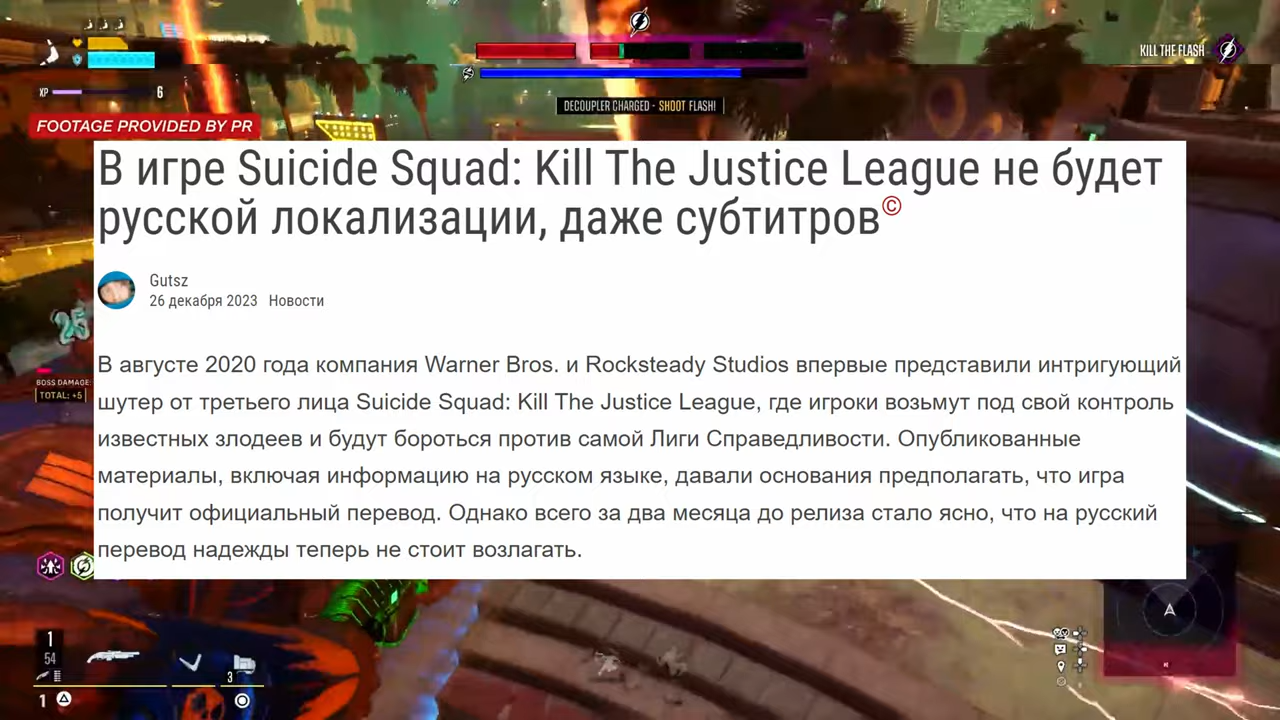 KILL THE FLASH
XP
6
DECOUPLER CHARGED - SHOOT FLASH!
FOOTAGE PROVIDED BY PR
В игре Suicide Squad: Kill The Justice League не будет
русской локализации, даже субтитров©
Gutsz
26 декабря 2023 Новости
В августе 2020 года компания Warner Bros. и Rocksteady Studios впервые представили интригующий
шутер от третьего лица Suicide Squad: Kill The Justice League, где игроки возьмут под свой контроль
известных злодеев и будут бороться против самой Лиги Справедливости. Опубликованные
материалы, включая информацию на русском языке, давали основания предполагать, что игра
получит официальный перевод. Однако всего за два месяца до релиза стало ясно, что на русский
перевод надежды теперь не стоит возлагать.
25
BOSS DAMAGE:
TOTAL: +5
1
54
3
1